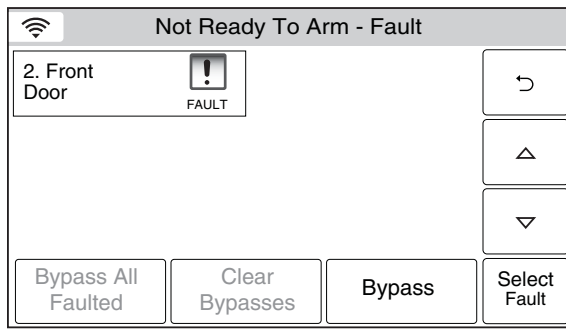 Not Ready To Arm - Fault
2. Front
Door
FAULT
Bypass All
Faulted
Clear
Bypasses
Bypass
Select
Fault